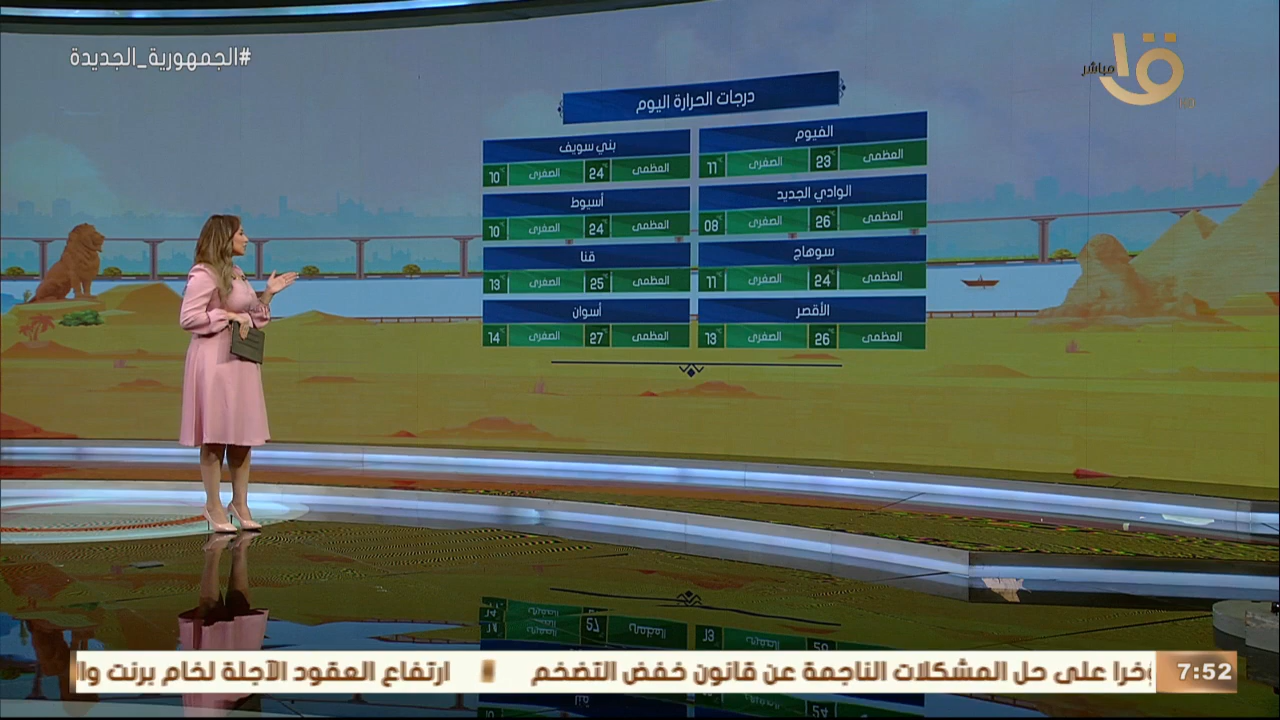 #الجمهورية_الجديدة
مباشر
درجات الحرارة اليوم
الفيوم
العظمى 23 الصغرى 11
بني سويف
العظمى 24 الصغرى 10
الوادي الجديد
العظمى 26 الصغرى 08
أسيوط
العظمى 24 الصغرى 10
سوهاج
العظمى 24 الصغرى 11
قنا
العظمى 25 الصغرى 13
الأقصر
العظمى 26 الصغرى 13
أسوان
العظمى 27 الصغرى 14
7:52
على حل المشكلات الناجمة عن قانون خفض التضخم
ارتفاع العقود الآجلة لخام برنت